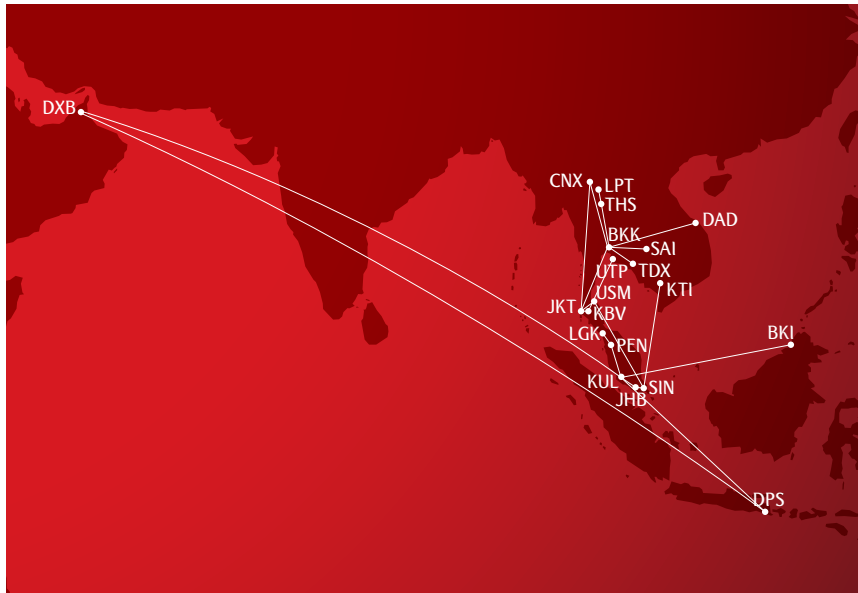 DXB
CNX
LPT
THS
DAD
BKK
SAI
UTP
TDX
KTI
USM
JKT
KBV
LGK
PEN
BKI
KUL
SIN
JHB
DPS